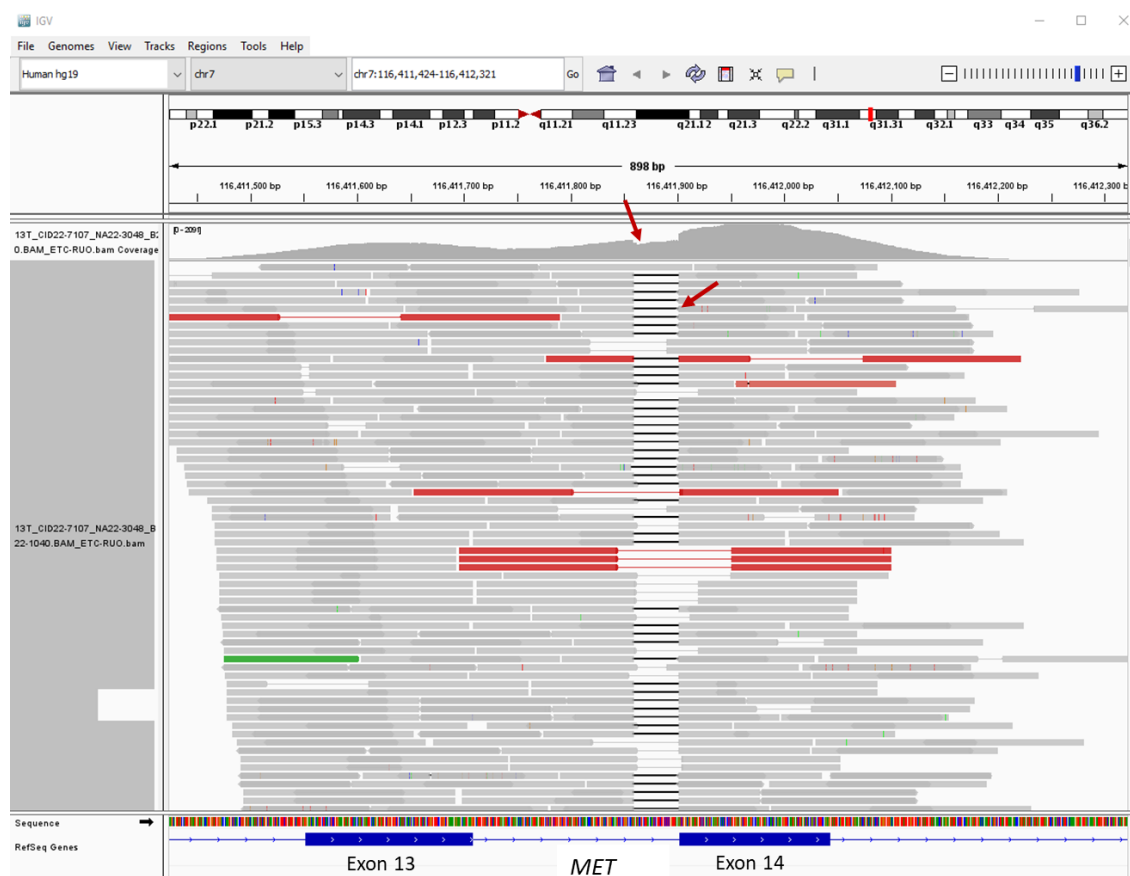 IGV
File Genomes View Tracks Regions Tools Help
Human hg19 chr7 chr7:116,411,424-116,412,321 Go
p22.1 p21.2 p15.3 p14.3 p14.1 p12.3 p11.2 q11.21 q11.23 q21.12 q21.3 q22.2 q31.1 q31.31 q32.1 q33 q34 q35 q36.2
898 bp
116,411,500 bp 116,411,600 bp 116,411,700 bp 116,411,800 bp 116,411,900 bp 116,412,000 bp 116,412,100 bp 116,412,200 bp 116,412,300 b
[0 - 2091]
13T_CID22-7107_NA22-3048_B2
0.BAM_ETC-RUO.bam Coverage
13T_CID22-7107_NA22-3048_B
22-1040.BAM_ETC-RUO.bam
Sequence
RefSeq Genes
Exon 13 MET Exon 14